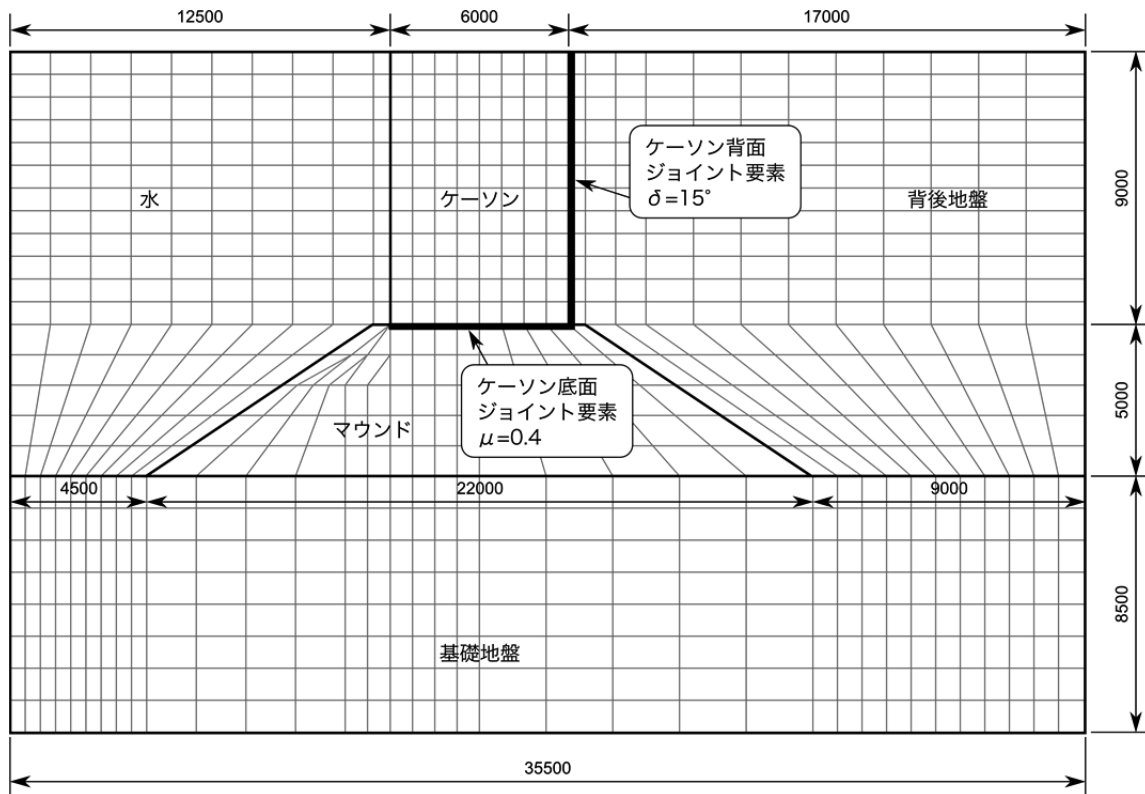 12500
6000
17000
ケーソン背面
ジョイント要素
δ=15°
水
ケーソン
背後地盤
9000
ケーソン底面
ジョイント要素
μ=0.4
マウンド
5000
4500
22000
9000
基礎地盤
8500
35500